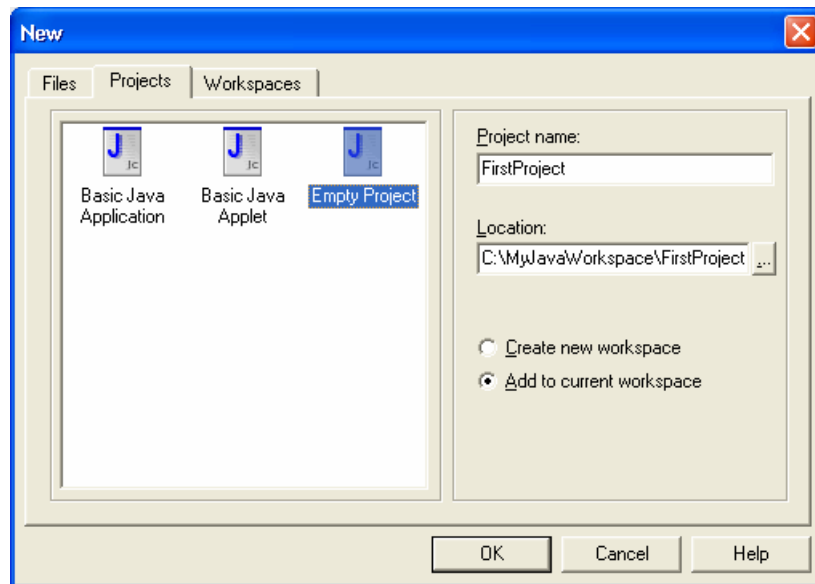 New
Files Projects Workspaces
J Jc J Jc J Jc
Basic Java Application
Basic Java Applet
Empty Project
Project name:
FirstProject
Location:
C:\MyJavaWorkspace\FirstProject ...
Create new workspace
Add to current workspace
OK Cancel Help